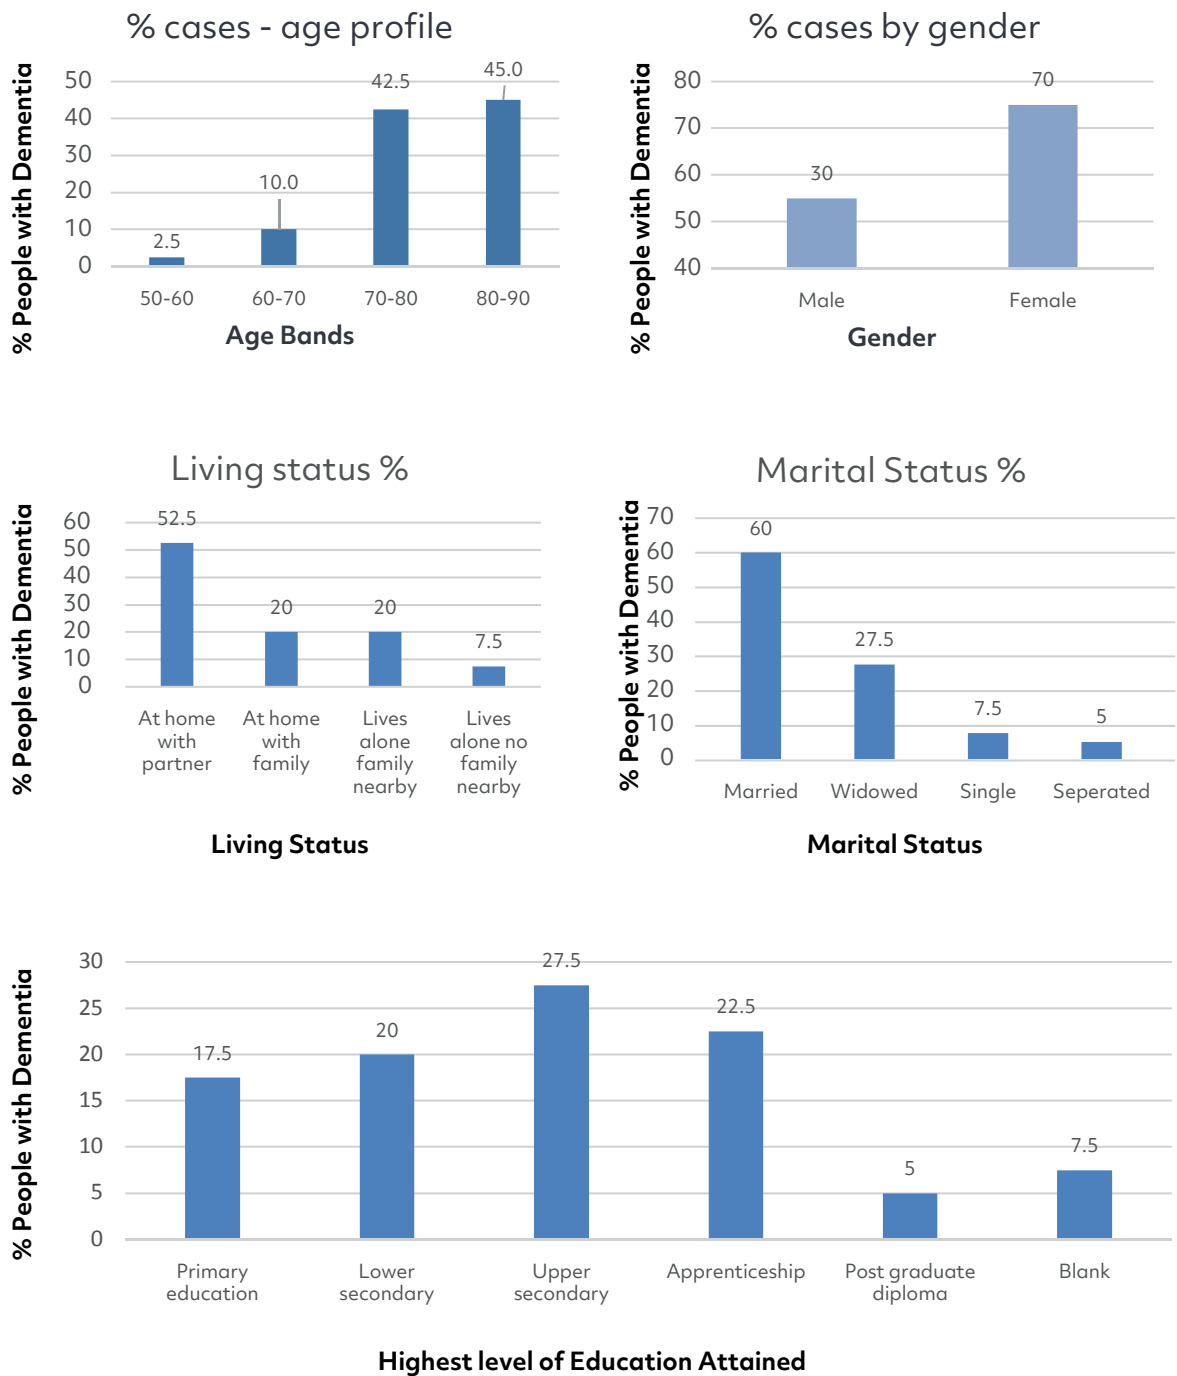 % cases - age profile
% People with Dementia
50
40
30
20
10
0
2.5
10.0
42.5
45.0
50-60
60-70
70-80
80-90
Age Bands
% cases by gender
% People with Dementia
80
70
60
50
40
30
70
Male
Female
Gender
Living status %
% People with Dementia
60
50
40
30
20
10
0
52.5
20
20
7.5
At home
with
partner
At home
with
family
Lives
alone
family
nearby
Lives
alone no
family
nearby
Living Status
Marital Status %
% People with Dementia
70
60
50
40
30
20
10
0
60
27.5
7.5
5
Married
Widowed
Single
Seperated
Marital Status
% People with Dementia
30
25
20
15
10
5
0
17.5
20
27.5
22.5
5
7.5
Primary
education
Lower
secondary
Upper
secondary
Apprenticeship
Post graduate
diploma
Blank
Highest level of Education Attained